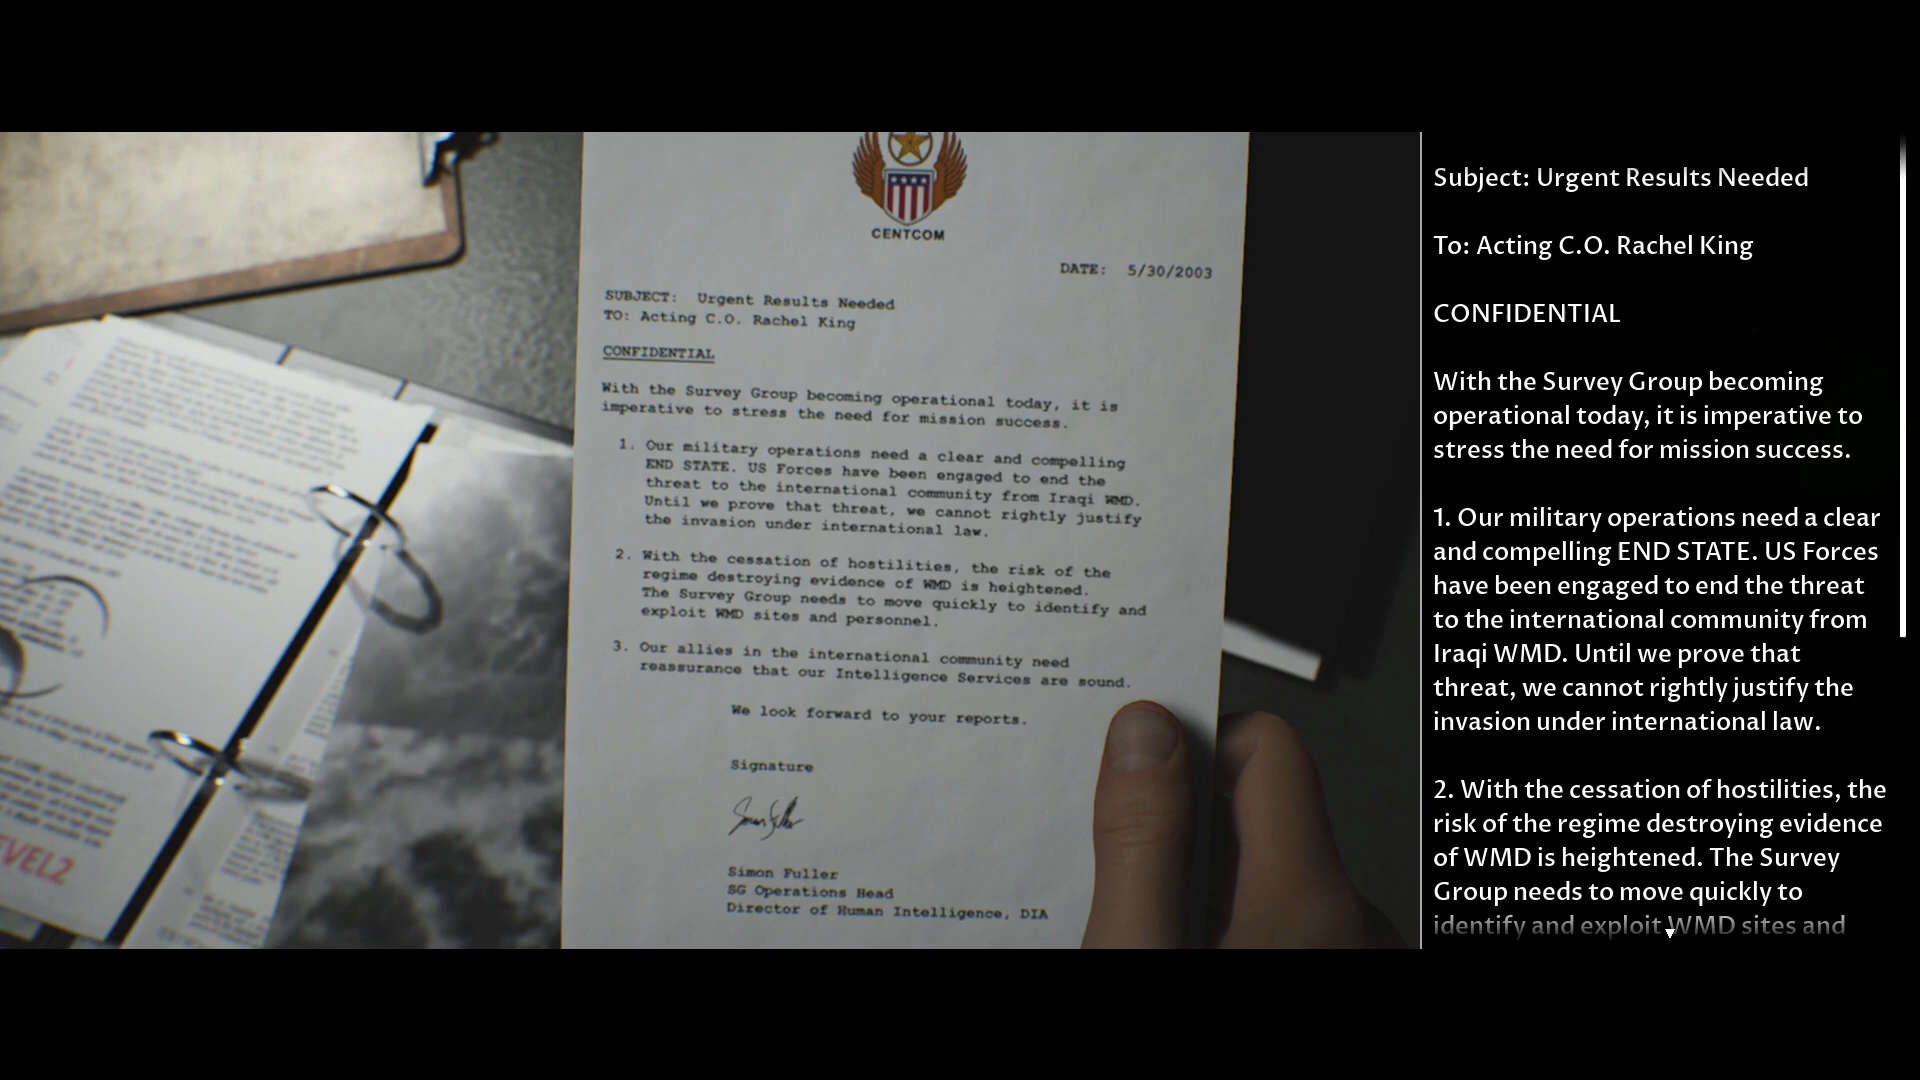 CENTCOM
DATE: 5/30/2003
SUBJECT: Urgent Results Needed
TO: Acting C.O. Rachel King
CONFIDENTIAL
With the Survey Group becoming operational today, it is
imperative to stress the need for mission success.
1. Our military operations need a clear and compelling
END STATE. US Forces have been engaged to end the
threat to the international community from Iraqi WMD.
Until we prove that threat, we cannot rightly justify
the invasion under international law.
2. With the cessation of hostilities, the risk of the
regime destroying evidence of WMD is heightened.
The Survey Group needs to move quickly to identify and
exploit WMD sites and personnel.
3. Our allies in the international community need
reassurance that our Intelligence Services are sound.
We look forward to your reports.
Signature
Simon Fuller
Simon Fuller
SG Operations Head
Director of Human Intelligence, DIA
EVEL2
Subject: Urgent Results Needed
To: Acting C.O. Rachel King
CONFIDENTIAL
With the Survey Group becoming
operational today, it is imperative to
stress the need for mission success.
1. Our military operations need a clear
and compelling END STATE. US Forces
have been engaged to end the threat
to the international community from
Iraqi WMD. Until we prove that
threat, we cannot rightly justify the
invasion under international law.
2. With the cessation of hostilities, the
risk of the regime destroying evidence
of WMD is heightened. The Survey
Group needs to move quickly to
identify and exploit WMD sites and